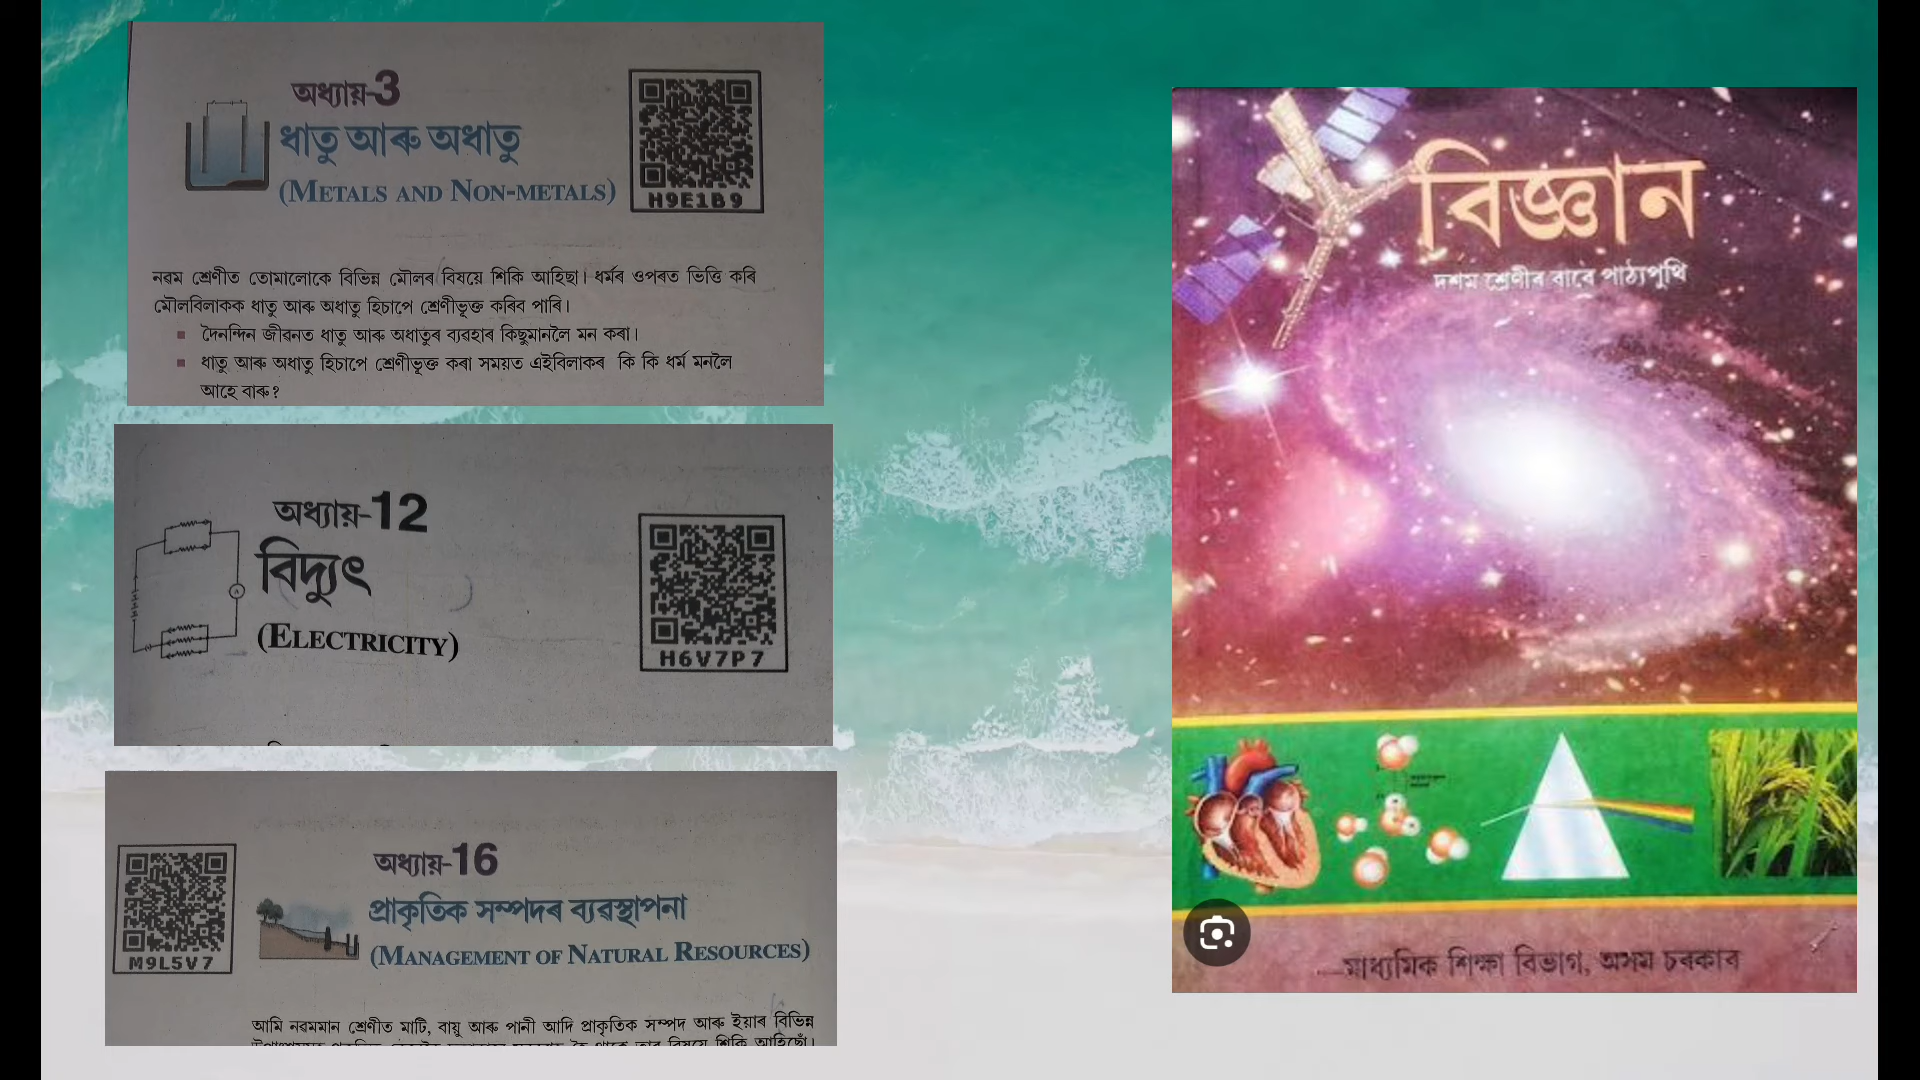 অধ্যায়-3
ধাতু আৰু অধাতু
(METALS AND NON-METALS)
H9E1B9
নৱম শ্ৰেণীত তোমালোকে বিভিন্ন মৌলৰ বিষয়ে শিকি আহিছা। ধৰ্মৰ ওপৰত ভিত্তি কৰি
মৌলবিলাকক ধাতু আৰু অধাতু হিচাপে শ্ৰেণীভূক্ত কৰিব পাৰি।
দৈনন্দিন জীৱনত ধাতু আৰু অধাতুৰ ব্যৱহাৰ কিছুমানলৈ মন কৰা।
ধাতু আৰু অধাতু হিচাপে শ্ৰেণীভূক্ত কৰা সময়ত এইবিলাকৰ কি কি ধৰ্ম মনলৈ
আহে বাৰু?
অধ্যায়-12
বিদ্যুৎ
(ELECTRICITY)
H6V7P7
অধ্যায়-16
প্ৰাকৃতিক সম্পদৰ ব্যৱস্থাপনা
(MANAGEMENT OF NATURAL RESOURCES)
M9L5V7
আমি নৱমমান শ্ৰেণীত মাটি, বায়ু আৰু পানী আদি প্ৰাকৃতিক সম্পদ আৰু ইয়াৰ বিভিন্ন
বিষয়ে শিকি আহিছোঁ।
বিজ্ঞান
দশম শ্ৰেণীৰ বাবে পাঠ্যপুথি
মাধ্যমিক শিক্ষা বিভাগ, অসম চৰকাৰ